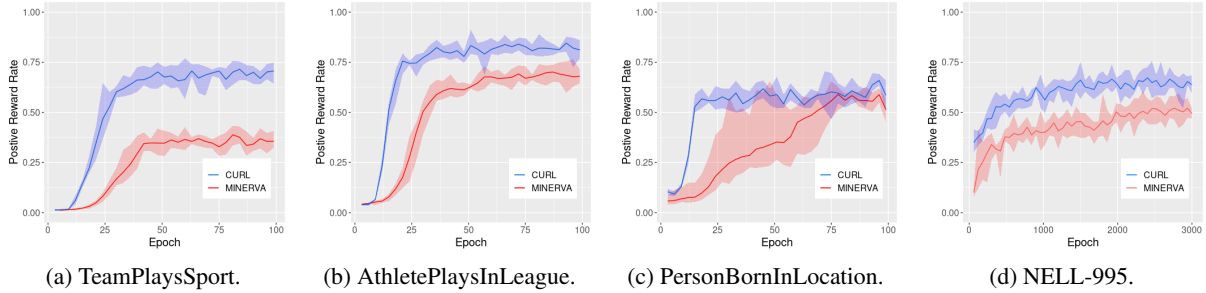 Postive Reward Rate
1.00
0.75
0.50
0.25
0.00
CURL
MINERVA
0 25 50 75 100
Epoch
(a) TeamPlaysSport.
Postive Reward Rate
1.00
0.75
0.50
0.25
0.00
CURL
MINERVA
0 25 50 75 100
Epoch
(b) AthletePlaysInLeague.
Postive Reward Rate
1.00
0.75
0.50
0.25
0.00
CURL
MINERVA
0 25 50 75 100
Epoch
(c) PersonBornInLocation.
Postive Reward Rate
1.00
0.75
0.50
0.25
0.00
CURL
MINERVA
0 1000 2000 3000
Epoch
(d) NELL-995.